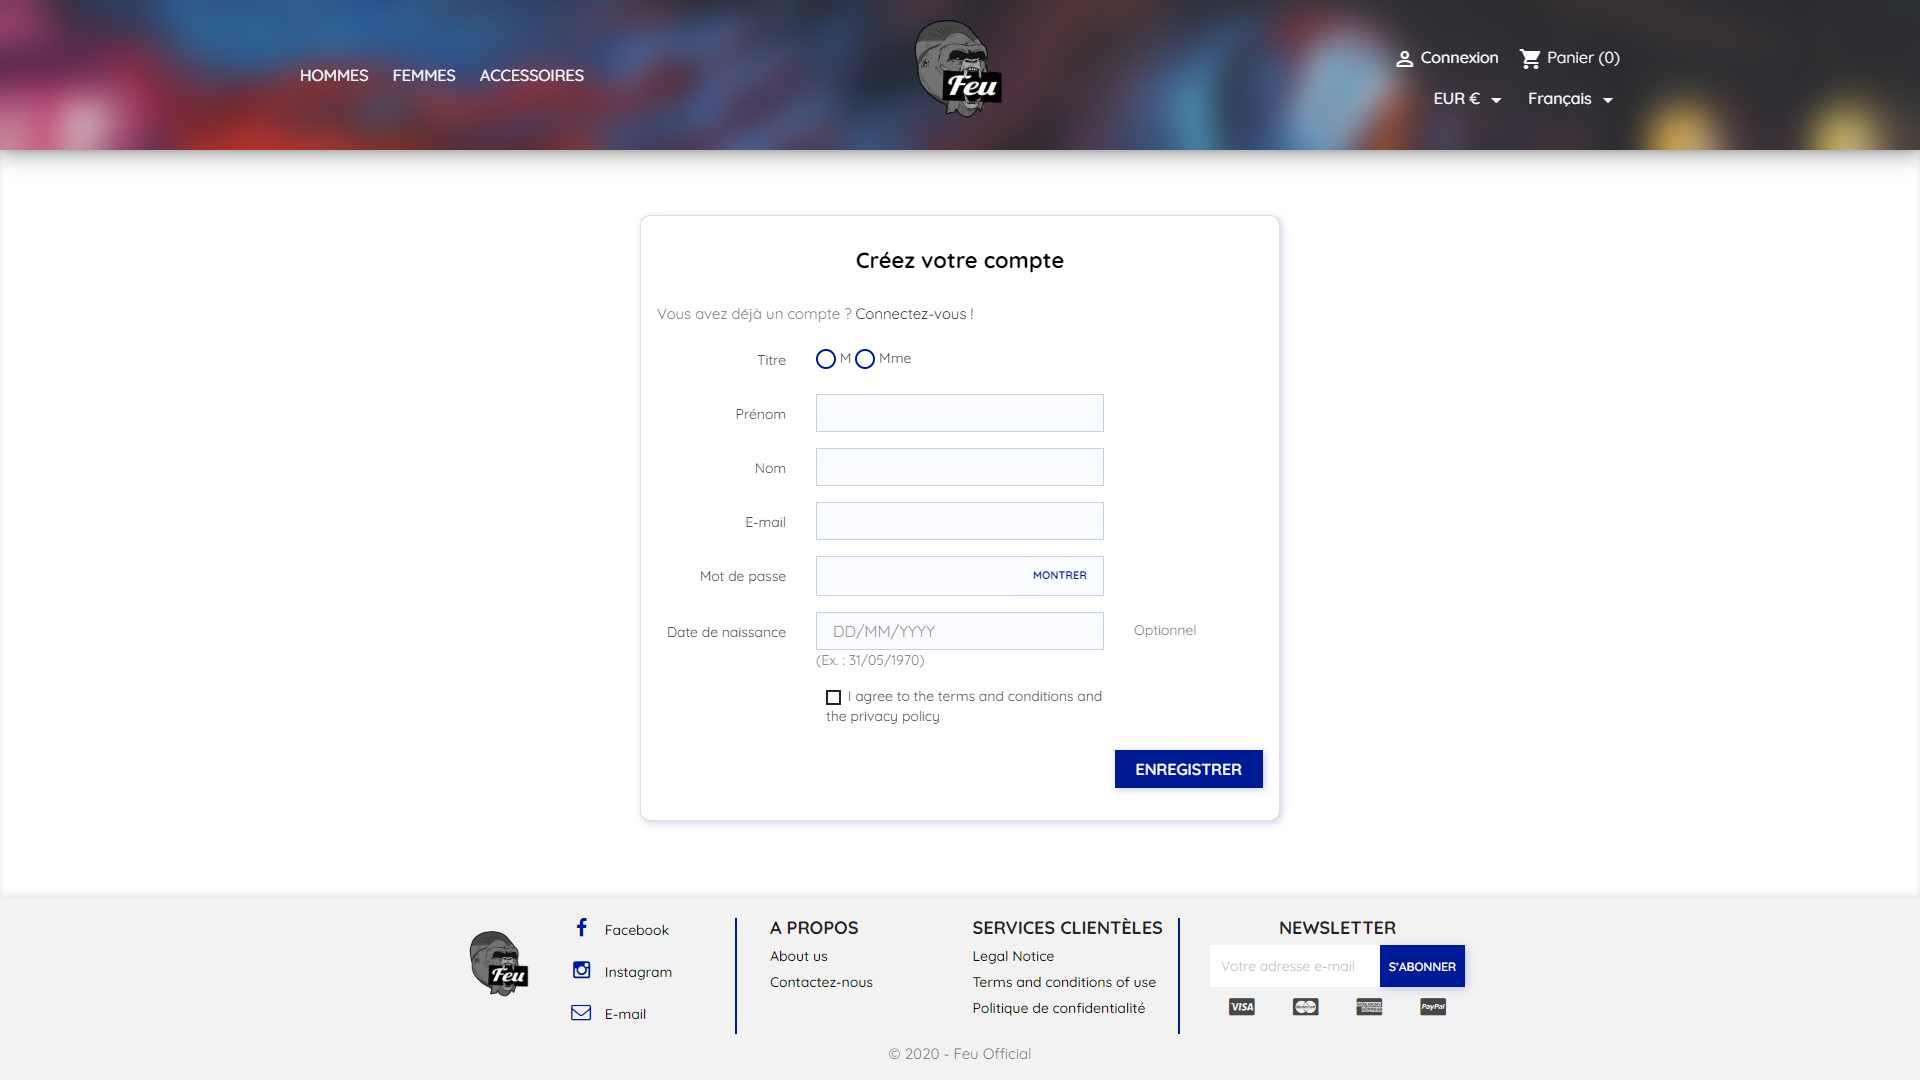 HOMMES FEMMES ACCESSOIRES
Feu
Connexion Panier (0)
EUR € Français
Créez votre compte
Vous avez déjà un compte ? Connectez-vous !
Titre M Mme
Prénom
Nom
E-mail
Mot de passe MONTRER
Date de naissance DD/MM/YYYY Optionnel
(Ex. : 31/05/1970)
I agree to the terms and conditions and
the privacy policy
ENREGISTRER
Feu
Facebook
Instagram
E-mail
A PROPOS
About us
Contactez-nous
SERVICES CLIENTÈLES
Legal Notice
Terms and conditions of use
Politique de confidentialité
NEWSLETTER
Votre adresse e-mail S'ABONNER
VISA PayPal
© 2020 - Feu Official